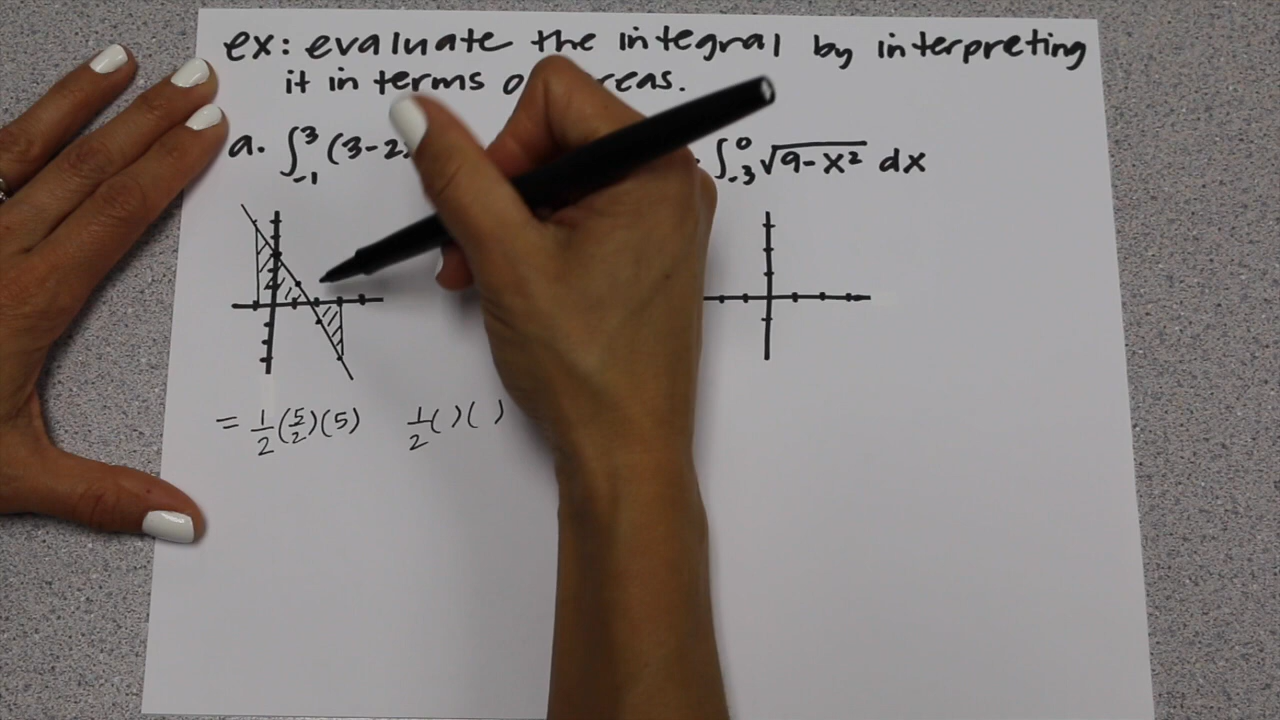 ex: evaluate the integral by interpreting
it in terms areas.
a. ∫₋₁³ (3-2 ∫₋₃⁰ √9-x² dx
= 1/2 (5/2)(5) 1/2 ( )( )